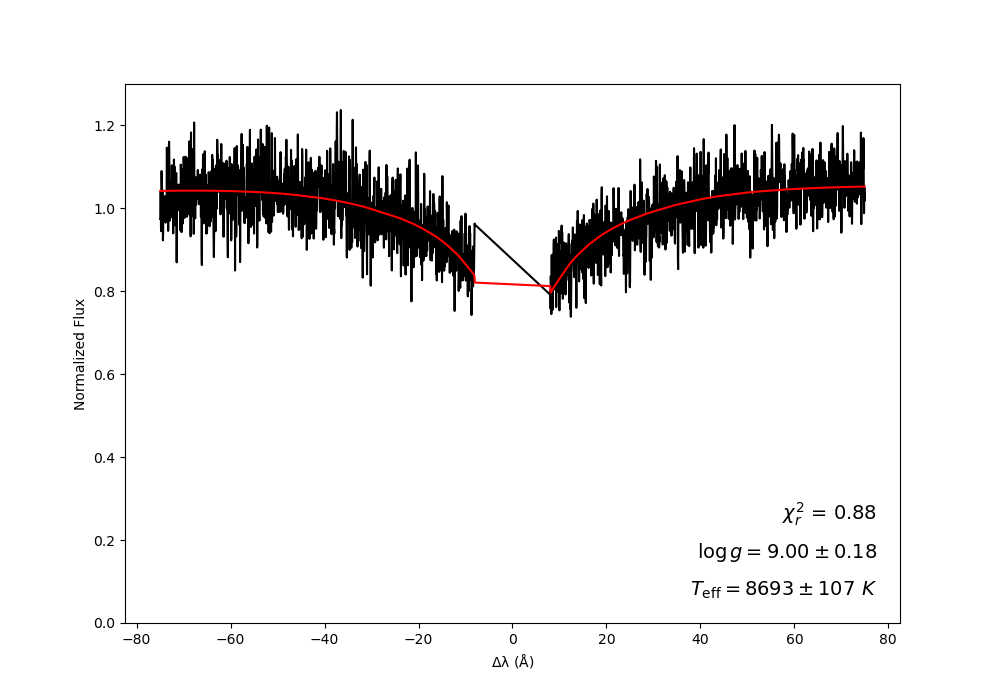 1.2
1.0
0.8
0.6
0.4
0.2
0.0
Normalized Flux
χ²ᵣ = 0.88
log g = 9.00 ± 0.18
T_eff = 8693 ± 107 K
−80 −60 −40 −20 0 20 40 60 80
Δλ (Å)